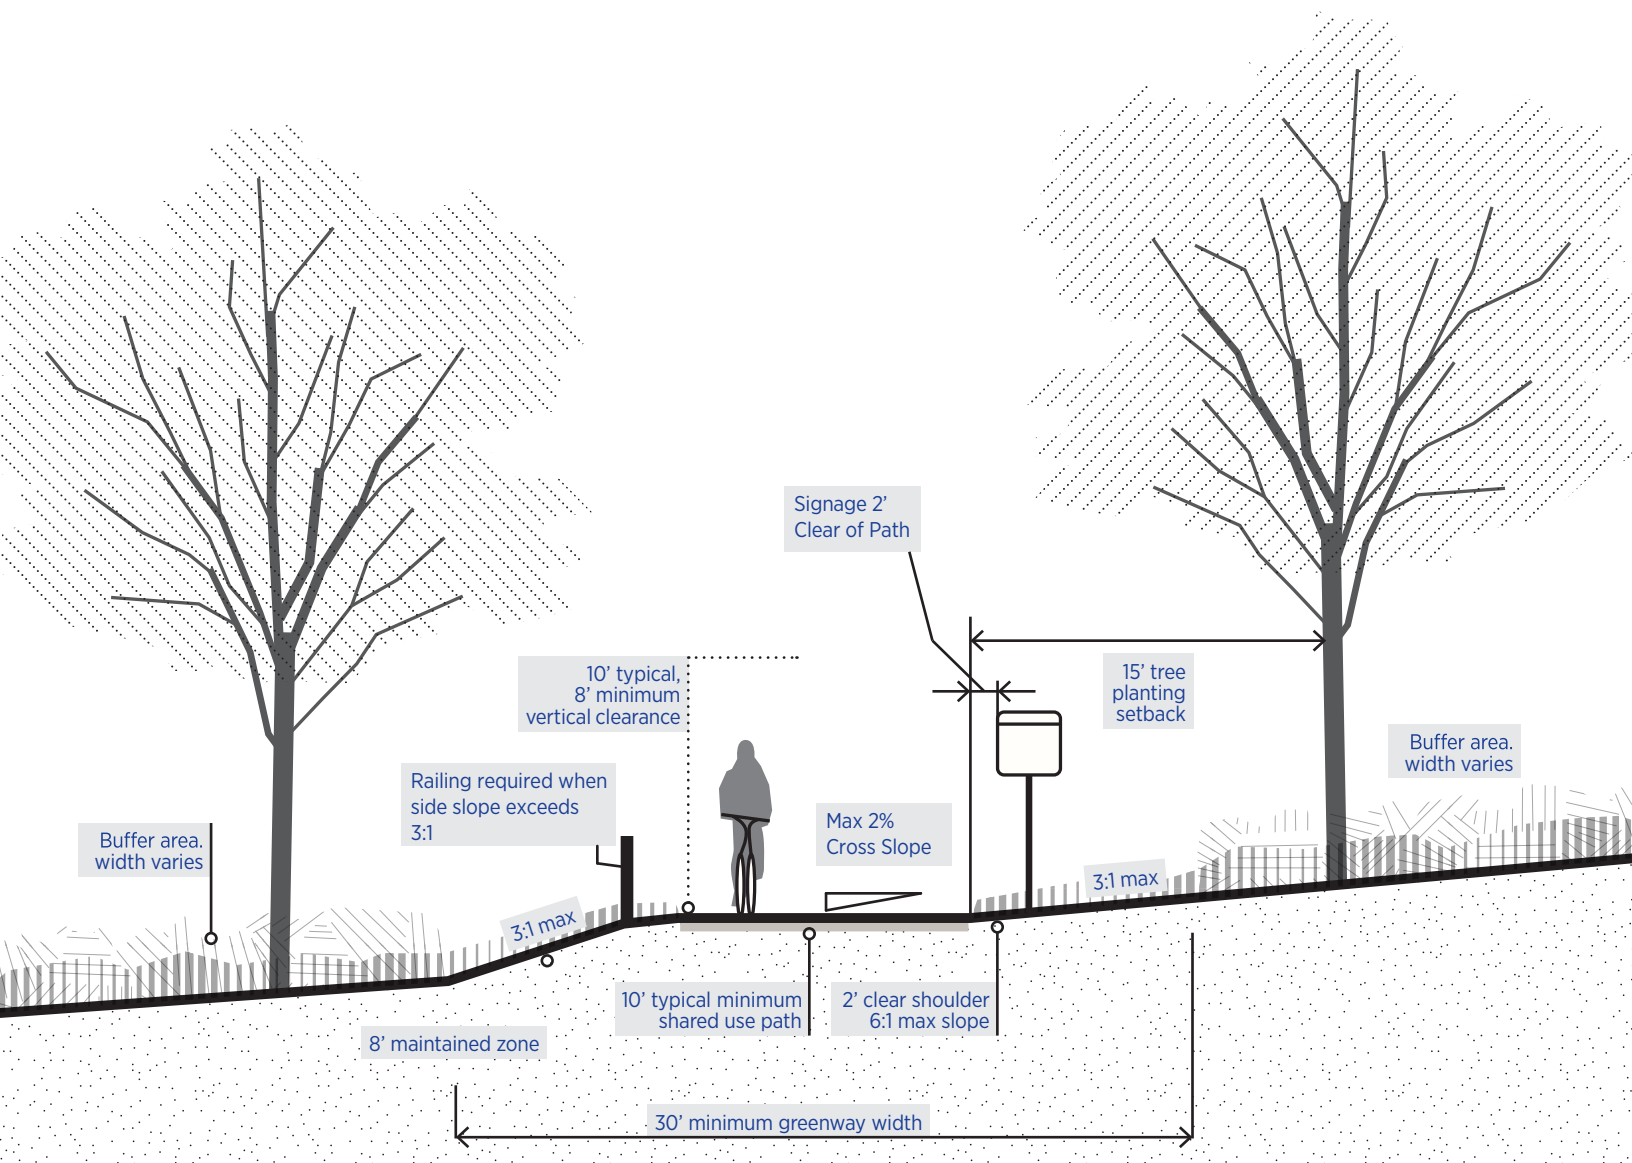 Signage 2’
Clear of Path
10’ typical,
8’ minimum
vertical clearance
15’ tree
planting
setback
Buffer area.
width varies
Railing required when
side slope exceeds
3:1
Max 2%
Cross Slope
Buffer area.
width varies
3:1 max
3:1 max
10’ typical minimum
shared use path
2’ clear shoulder
6:1 max slope
8’ maintained zone
30’ minimum greenway width